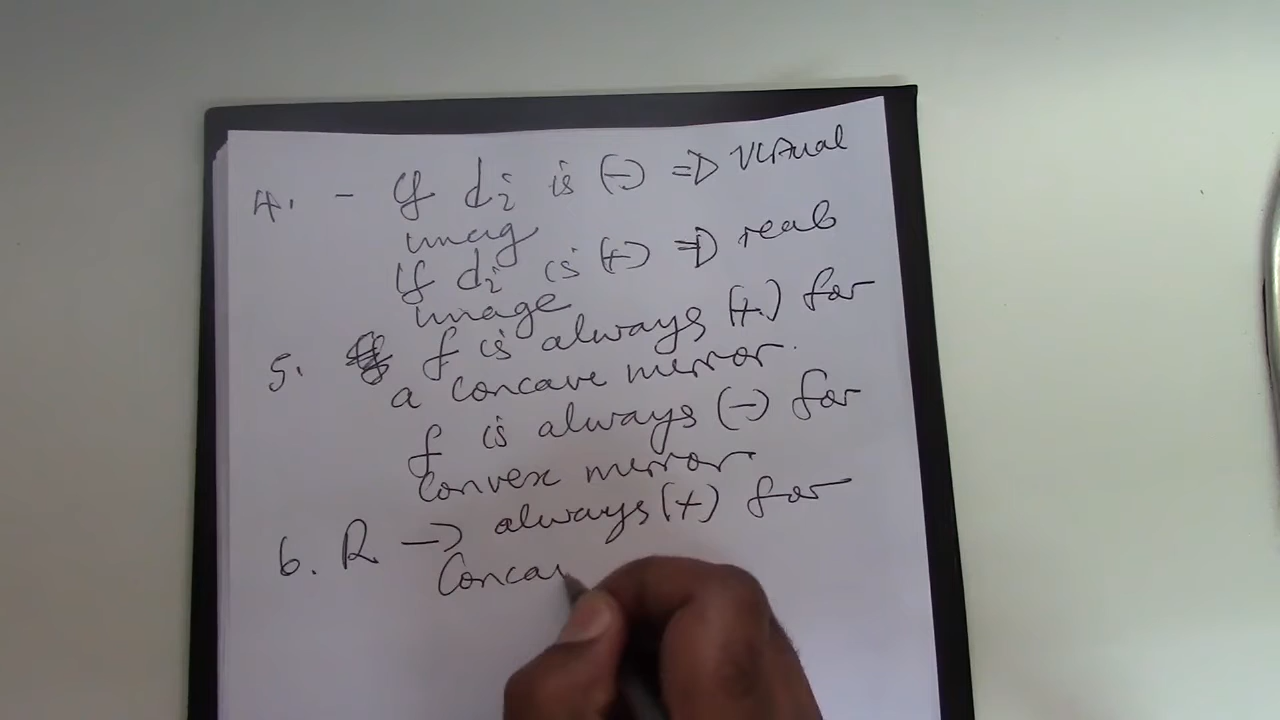 4. - If di is (-) => virtual
imag
If di is (+) => real
image
5. f is always (+) for
a concave mirror.
f is always (-) for
convex mirror
6. R -> always (+) for
Concav